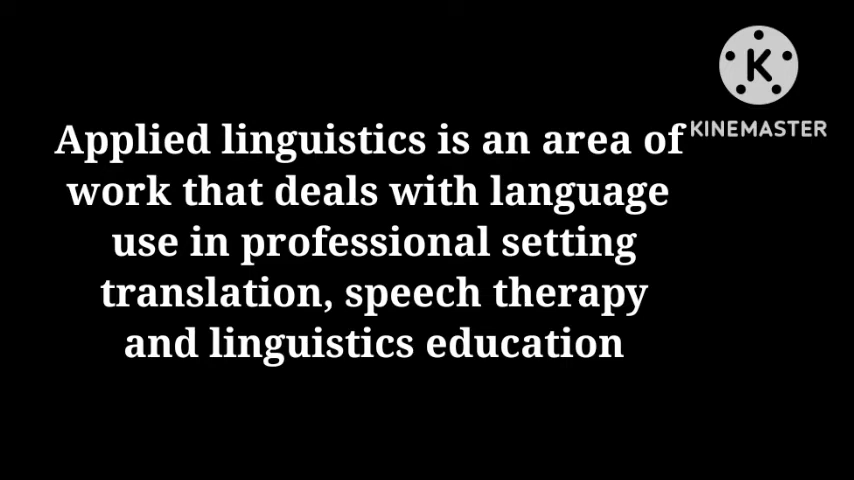 K
KINEMASTER
Applied linguistics is an area of
work that deals with language
use in professional setting
translation, speech therapy
and linguistics education